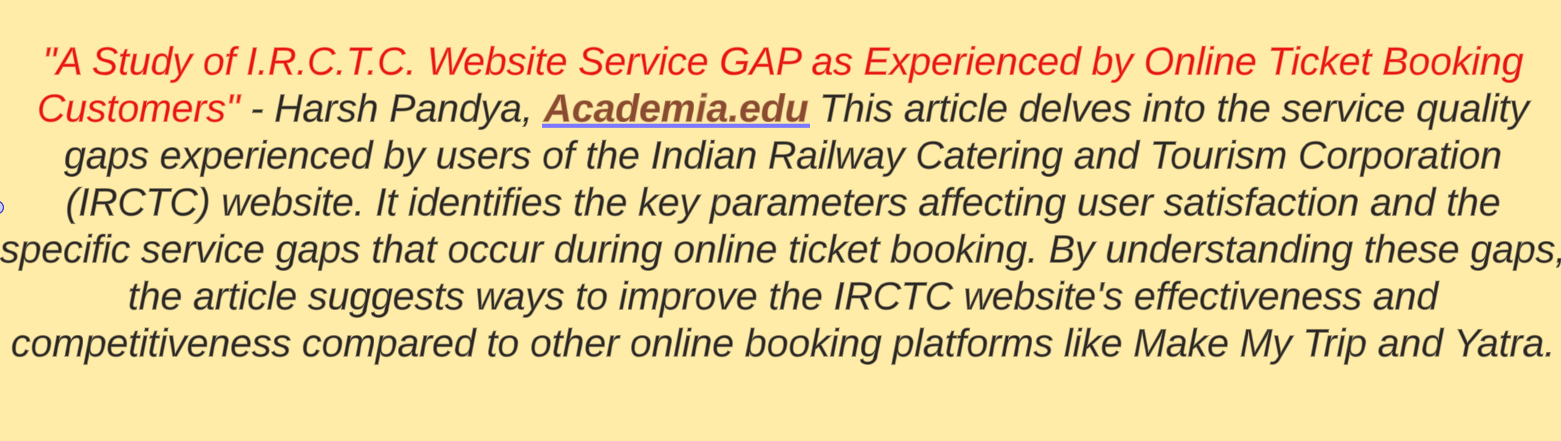 "A Study of I.R.C.T.C. Website Service GAP as Experienced by Online Ticket Booking
Customers" - Harsh Pandya, Academia.edu This article delves into the service quality
gaps experienced by users of the Indian Railway Catering and Tourism Corporation
(IRCTC) website. It identifies the key parameters affecting user satisfaction and the
specific service gaps that occur during online ticket booking. By understanding these gaps,
the article suggests ways to improve the IRCTC website's effectiveness and
competitiveness compared to other online booking platforms like Make My Trip and Yatra.